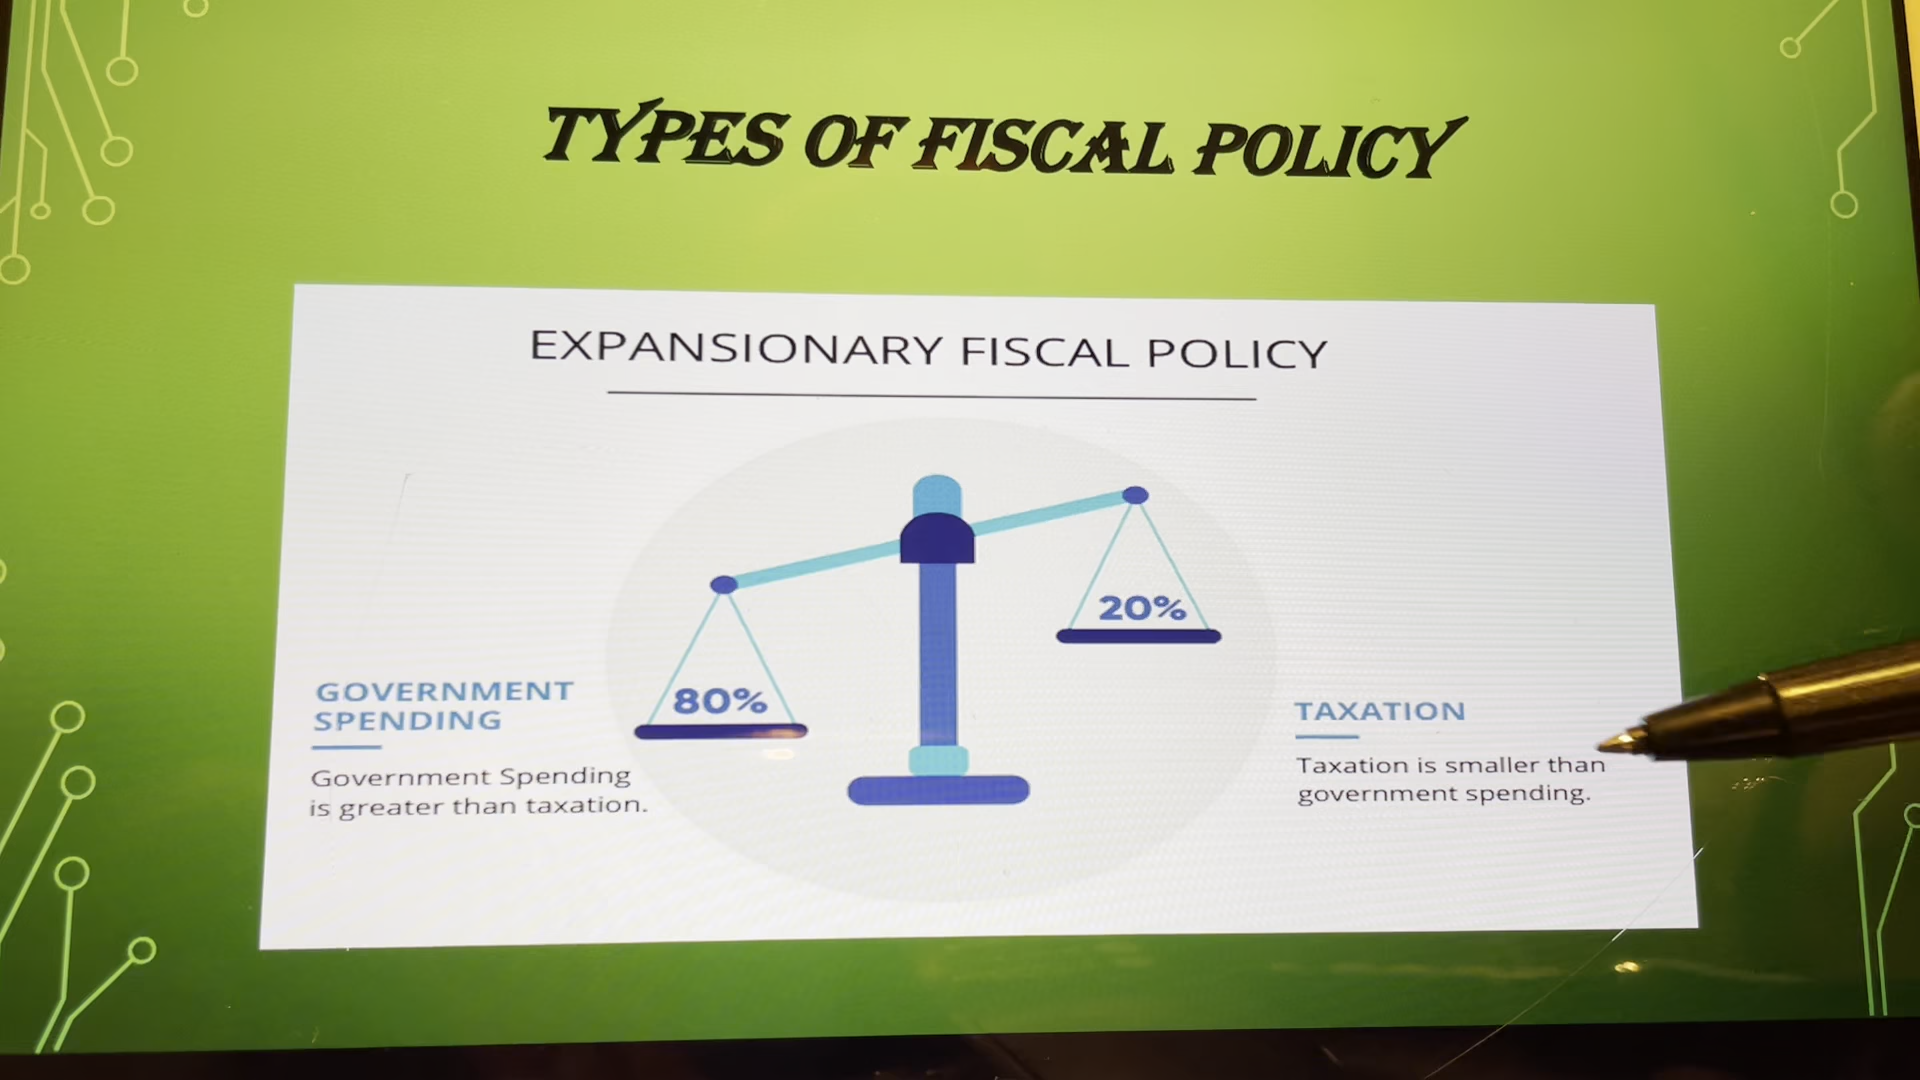 TYPES OF FISCAL POLICY
EXPANSIONARY FISCAL POLICY
80%
20%
GOVERNMENT
SPENDING
Government Spending
is greater than taxation.
TAXATION
Taxation is smaller than
government spending.